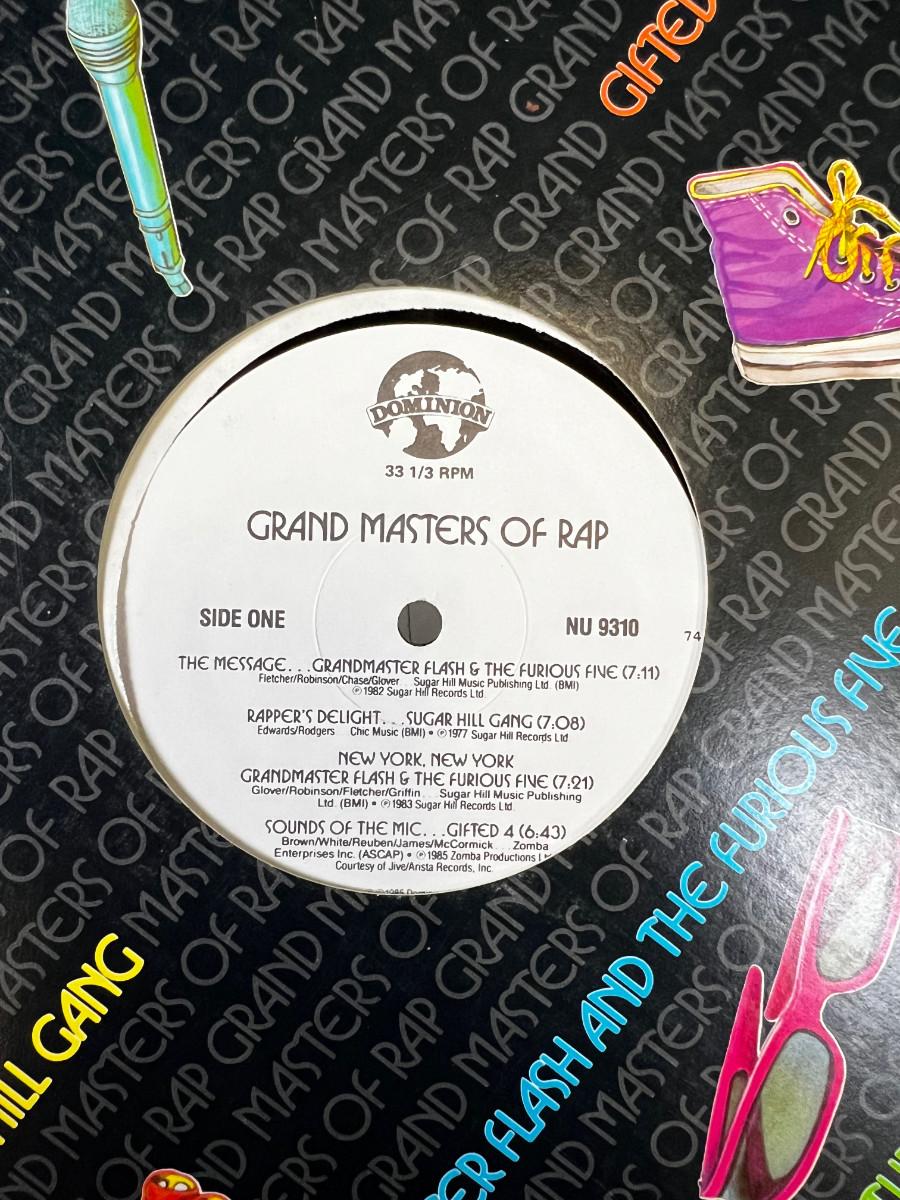 GIFTED
DOMINION
33 1/3 RPM
GRAND MASTERS OF RAP
SIDE ONE
NU 9310
74
THE MESSAGE. . .GRANDMASTER FLASH & THE FURIOUS FIVE (7:11)
Fletcher/Robinson/Chase/Glover. . . Sugar Hill Music Publishing Ltd. (BMI)
℗1982 Sugar Hill Records Ltd.
RAPPER'S DELIGHT. . .SUGAR HILL GANG (7:08)
Edwards/Rodgers Chic Music (BMI) • ℗1977 Sugar Hill Records Ltd
NEW YORK, NEW YORK
GRANDMASTER FLASH & THE FURIOUS FIVE (7:21)
Glover/Robinson/Fletcher/Griffin. . . Sugar Hill Music Publishing
Ltd. (BMI) • ℗1983 Sugar Hill Records Ltd.
SOUNDS OF THE MIC. . .GIFTED 4 (6:43)
Brown/White/Reuben/James/McCormick. . . Zomba
Enterprises Inc. (ASCAP) • ℗1985 Zomba Productions
Courtesy of Jive/Arista Records, Inc.
HILL GANG
FLASH AND THE FURIOUS FIVE
GRAND MASTERS OF RAP GRAND MASTERS OF RAP GRAND MASTERS OF RAP